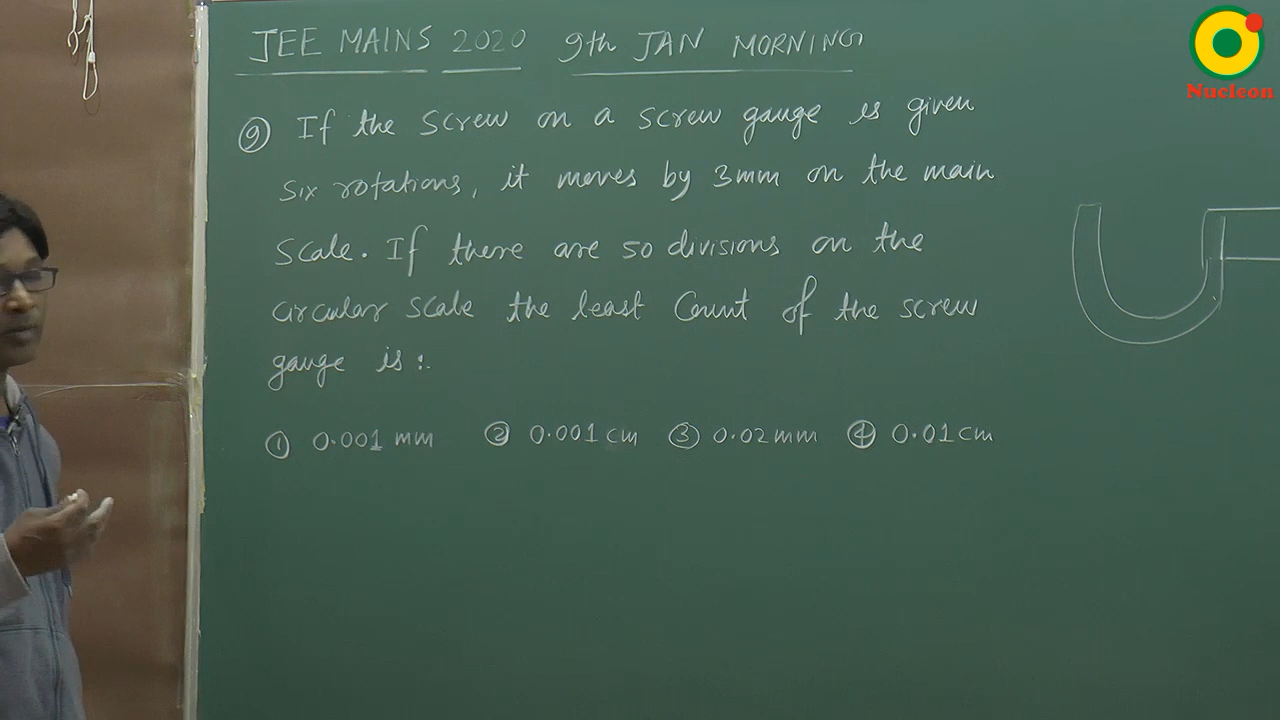 JEE MAINS 2020 9th JAN MORNING
Nucleon
⑨ If the screw on a screw gauge is given
six rotations, it moves by 3mm on the main
scale. If there are 50 divisions on the
circular scale the least count of the screw
gauge is :.
① 0.001 mm ② 0.001 cm ③ 0.02 mm ④ 0.01 cm